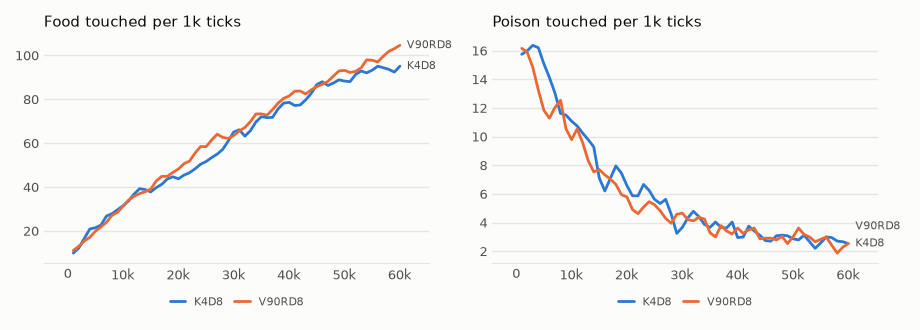 Food touched per 1k ticks
100
80
60
40
20
0
10k
20k
30k
40k
50k
60k
V90RD8
K4D8
K4D8
V90RD8
Poison touched per 1k ticks
16
14
12
10
8
6
4
2
0
10k
20k
30k
40k
50k
60k
V90RD8
K4D8
K4D8
V90RD8